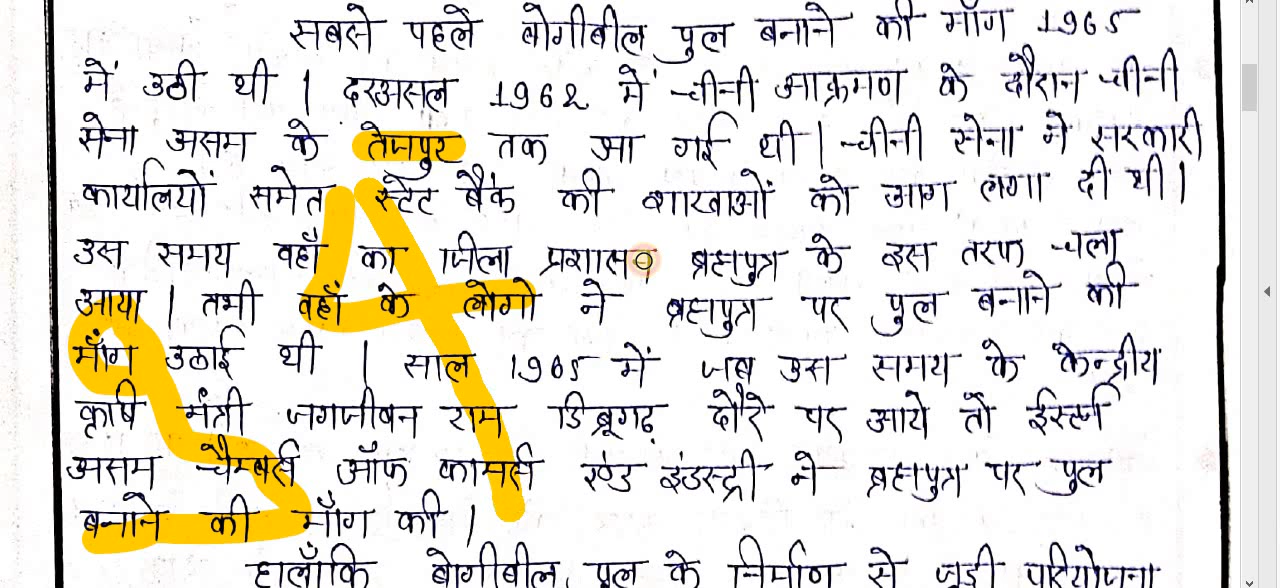 सबसे पहले बोगीबील पुल बनाने की माँग 1965
में उठी थी | दरअसल 1962 में चीनी आक्रमण के दौरान चीनी
सेना असम के तेजपुर तक आ गई थी | चीनी सेना ने सरकारी
कार्यालयों समेत स्टेट बैंक की शाखाओं को आग लगा दी थी |
उस समय वहाँ का जिला प्रशासन ब्रह्मपुत्र के इस तरफ चला
आया | तभी वहाँ के लोगो ने ब्रह्मपुत्र पर पुल बनाने की
माँग उठाई थी | साल 1965 में जब उस समय के केन्द्रीय
कृषि मंत्री जगजीवन राम डिब्रूगढ़ दौरे पर आये तो ईस्टर्न
असम चैम्बर्स ऑफ कामर्स एंड इंडस्ट्री ने ब्रह्मपुत्र पर पुल
बनाने की माँग की |
हालाँकि बोगीबील पुल के निर्माण से जुड़ी परियोजना